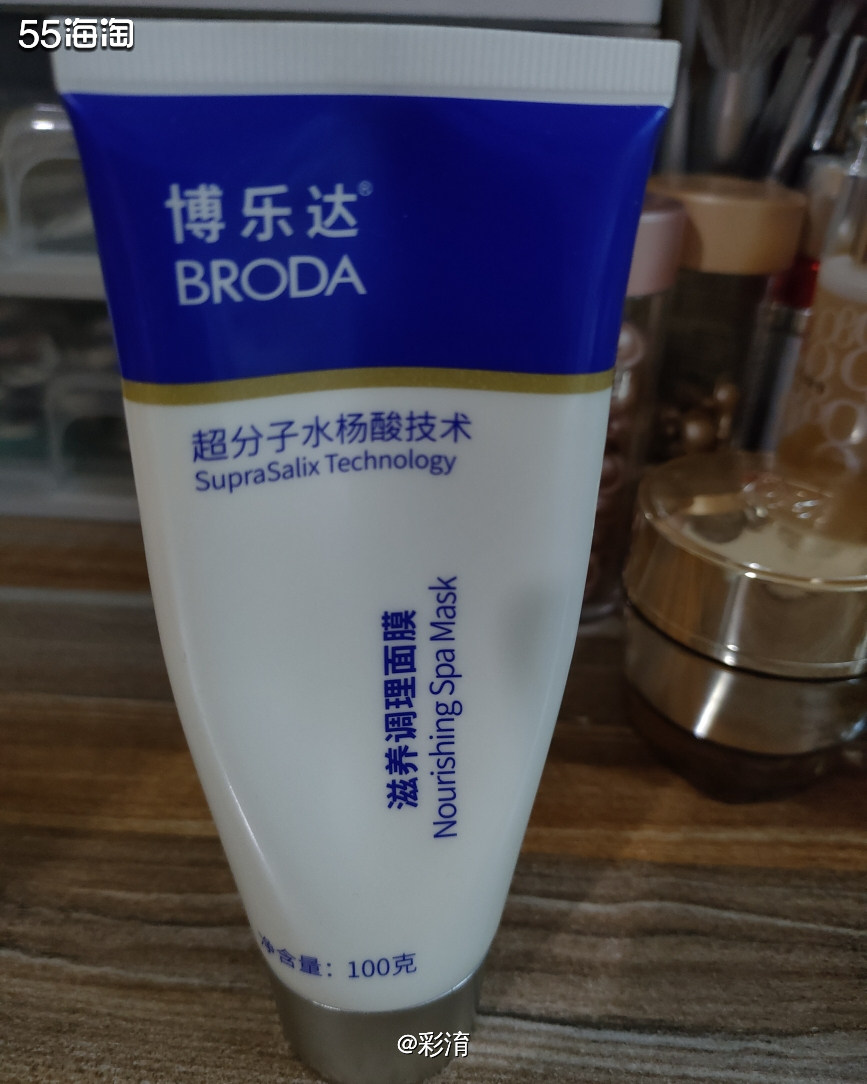 55海淘
博乐达®
BRODA
超分子水杨酸技术
SupraSalix Technology
滋养调理面膜
Nourishing Spa Mask
净含量：100克
@彩淯